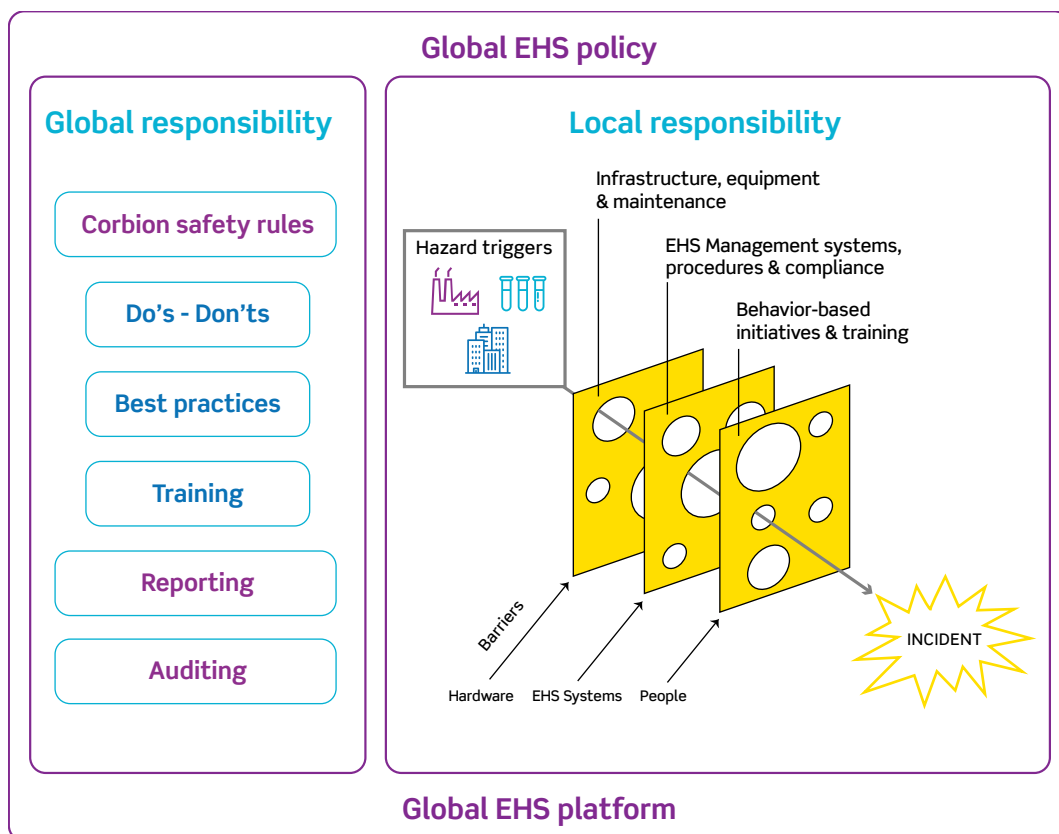 Global EHS policy
Global responsibility
Corbion safety rules
Do’s - Don’ts
Best practices
Training
Reporting
Auditing
Local responsibility
Infrastructure, equipment
& maintenance
EHS Management systems,
procedures & compliance
Behavior-based
initiatives & training
Hazard triggers
Barriers
Hardware
EHS Systems
People
INCIDENT
Global EHS platform